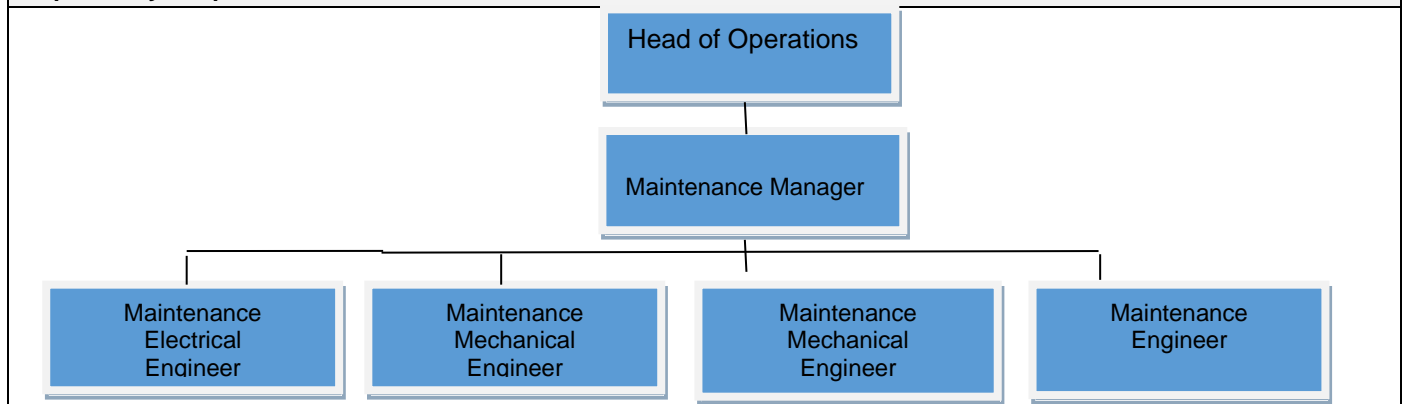 Head of Operations
Maintenance Manager
Maintenance
Electrical
Engineer
Maintenance
Mechanical
Engineer
Maintenance
Mechanical
Engineer
Maintenance
Engineer